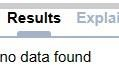 Results Explai
no data found